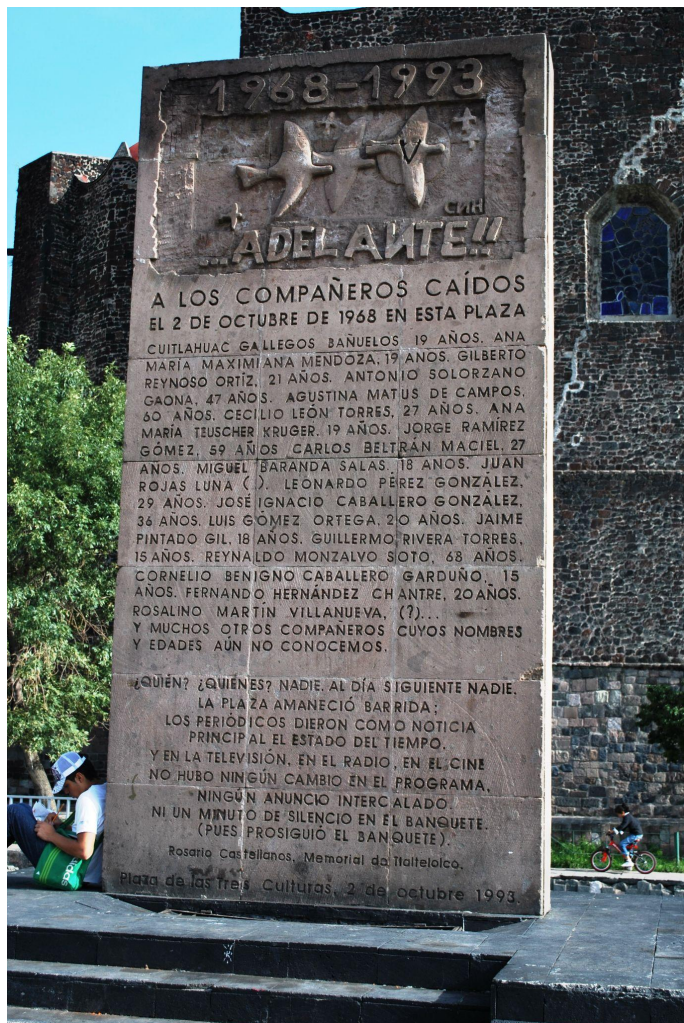 1968-1993
СИН
...ADELANTE!!
A LOS COMPAÑEROS CAÍDOS
EL 2 DE OCTUBRE DE 1968 EN ESTA PLAZA
CUITLAHUAC GALLEGOS BAÑUELOS 19 AÑOS. ANA
MARÍA MAXIMIANA MENDOZA, 19 AÑOS. GILBERTO
REYNOSO ORTÍZ, 21 AÑOS. ANTONIO SOLORZANO
GAONA, 47 AÑOS. AGUSTINA MATUS DE CAMPOS,
60 AÑOS. CECILIO LEÓN TORRES, 27 AÑOS. ANA
MARÍA TEUSCHER KRUGER, 19 AÑOS. JORGE RAMÍREZ
GÓMEZ, 59 AÑOS CARLOS BELTRÁN MACIEL, 27
AÑOS. MIGUEL BARANDA SALAS, 18 AÑOS. JUAN
ROJAS LUNA ( ). LEONARDO PÉREZ GONZÁLEZ,
29 AÑOS. JOSÉ IGNACIO CABALLERO GONZÁLEZ,
36 AÑOS. LUIS GÓMEZ ORTEGA, 20 AÑOS. JAIME
PINTADO GIL, 18 AÑOS. GUILLERMO RIVERA TORRES,
15 AÑOS. REYNALDO MONZALVO SOTO, 68 AÑOS.
CORNELIO BENIGNO CABALLERO GARDUÑO, 15
AÑOS. FERNANDO HERNÁNDEZ CHANTRE, 20 AÑOS.
ROSALINO MARTÍN VILLANUEVA, (?)...
Y MUCHOS OTROS COMPAÑEROS CUYOS NOMBRES
Y EDADES AÚN NO CONOCEMOS.
¿QUIÉN? ¿QUIÉNES? NADIE. AL DÍA SIGUIENTE NADIE.
LA PLAZA AMANECIÓ BARRIDA;
LOS PERIÓDICOS DIERON COMO NOTICIA
PRINCIPAL EL ESTADO DEL TIEMPO.
Y EN LA TELEVISIÓN, EN EL RADIO, EN EL CINE
NO HUBO NINGÚN CAMBIO EN EL PROGRAMA,
NINGÚN ANUNCIO INTERCALADO.
NI UN MINUTO DE SILENCIO EN EL BANQUETE.
(PUES PROSIGUIÓ EL BANQUETE).
Rosario Castellanos, Memorial de Tlaltelolco.
Plaza de las Tres Culturas, 2 de octubre 1993.
adidas